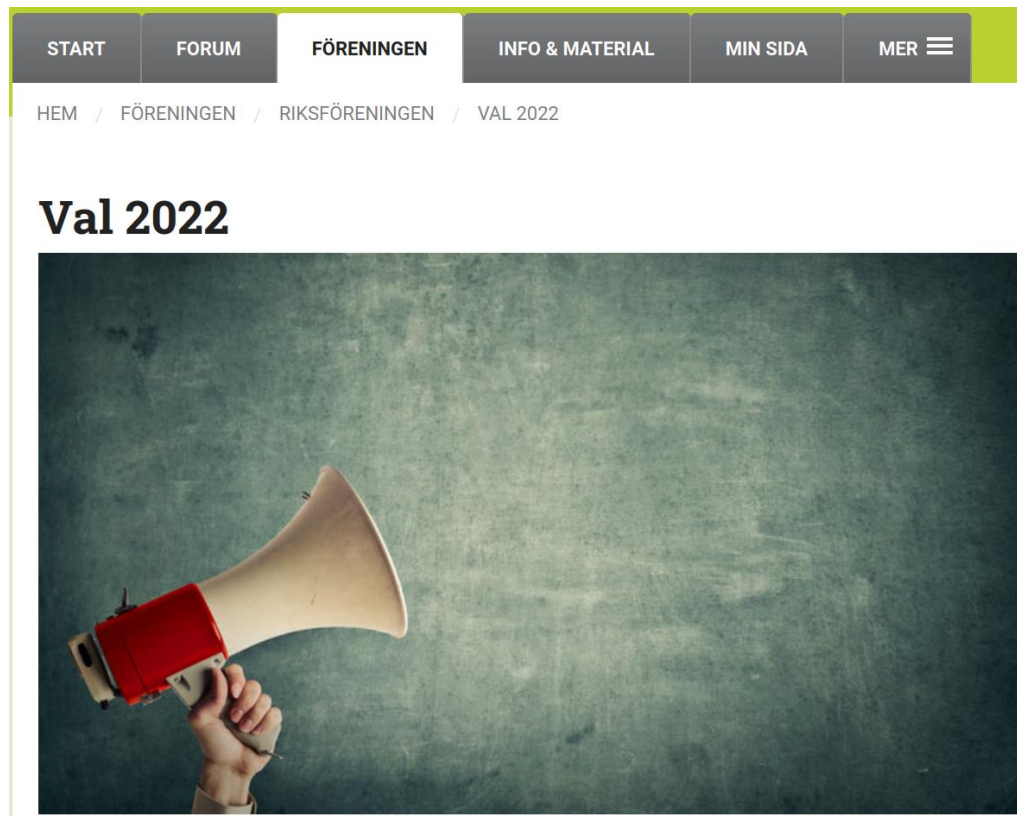 START FORUM FÖRENINGEN INFO & MATERIAL MIN SIDA MER
HEM / FÖRENINGEN / RIKSFÖRENINGEN / VAL 2022
Val 2022